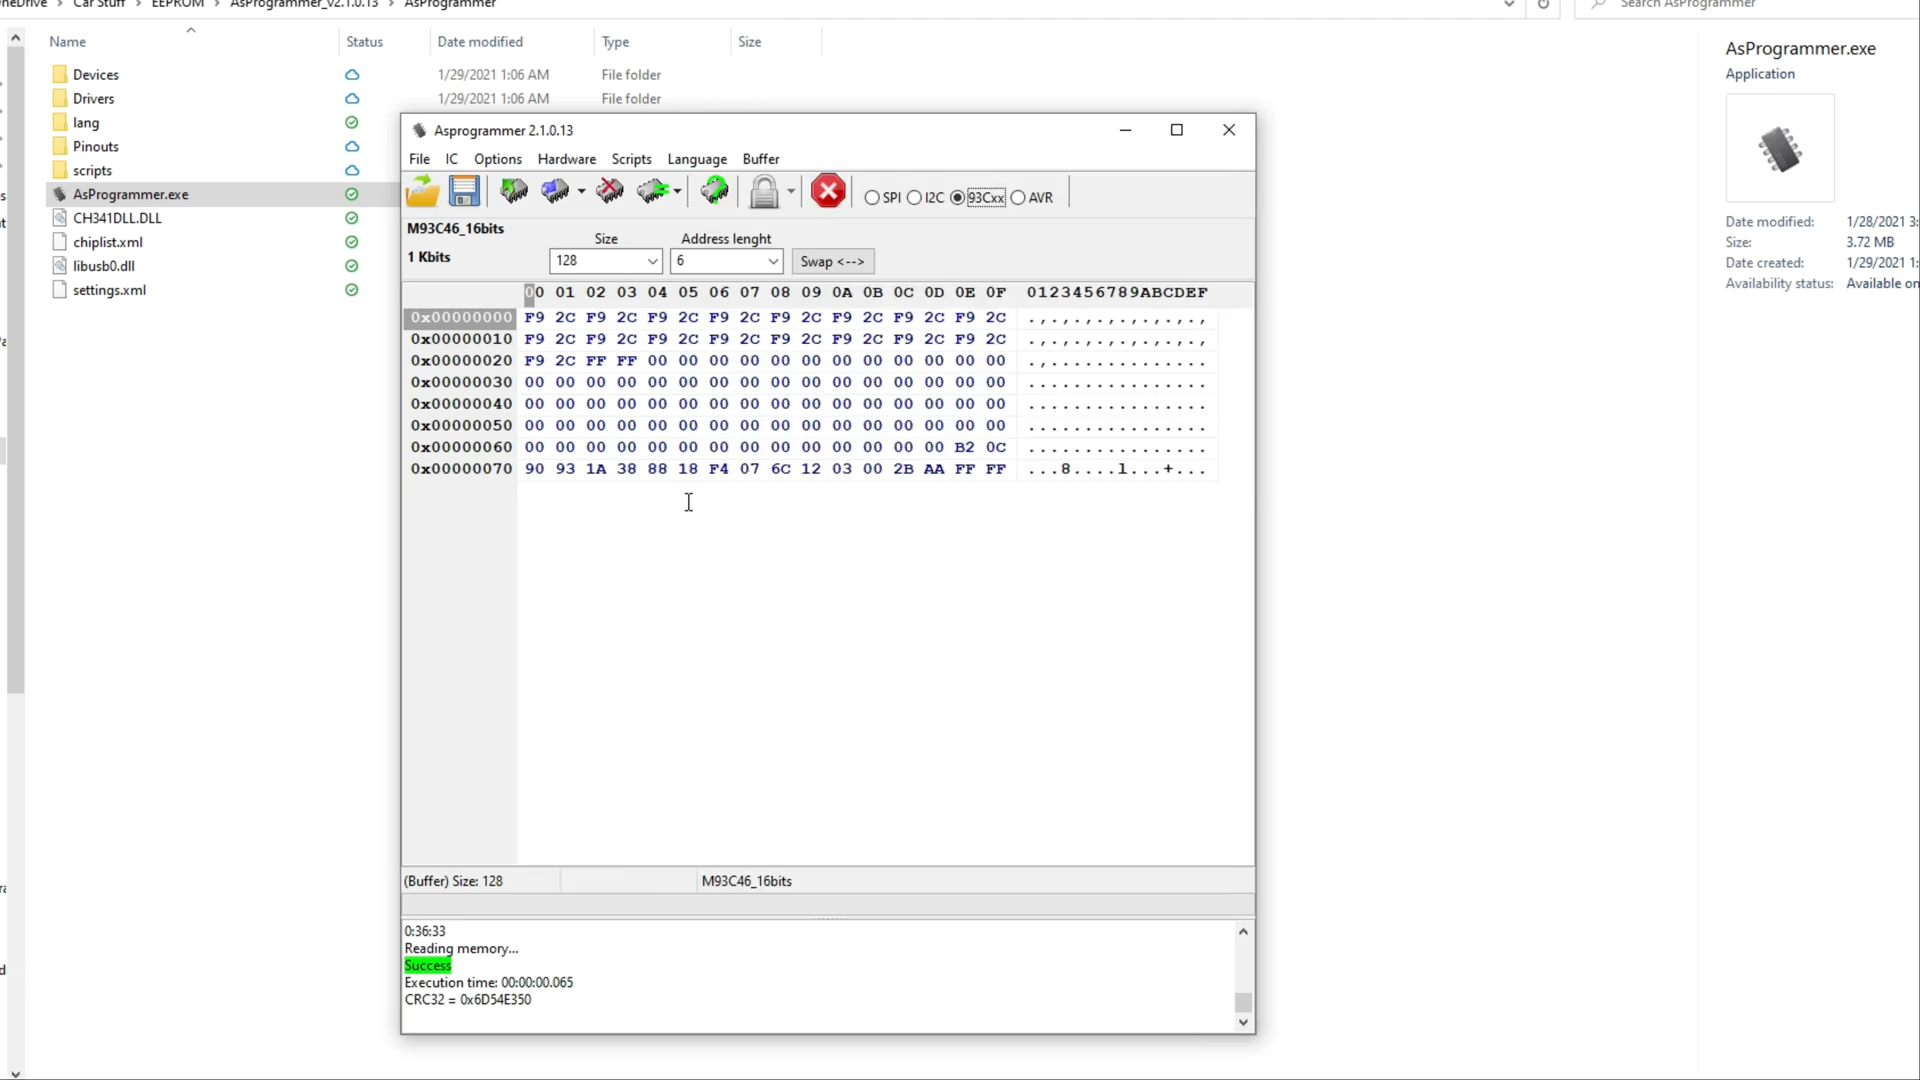 neDrive > Car Stuff > EEPROM > AsProgrammer_v2.1.0.13 > AsProgrammer
Search AsProgrammer
Name Status Date modified Type Size
Devices 1/29/2021 1:06 AM File folder
Drivers 1/29/2021 1:06 AM File folder
lang
Pinouts
scripts
AsProgrammer.exe
CH341DLL.DLL
chiplist.xml
libusb0.dll
settings.xml
Asprogrammer 2.1.0.13
File IC Options Hardware Scripts Language Buffer
SPI I2C 93Cxx AVR
M93C46_16bits
Size Address lenght
1 Kbits 128 6 Swap <-->
00 01 02 03 04 05 06 07 08 09 0A 0B 0C 0D 0E 0F 0123456789ABCDEF
0x00000000 F9 2C F9 2C F9 2C F9 2C F9 2C F9 2C F9 2C F9 2C .,.,.,.,.,.,.,.,
0x00000010 F9 2C F9 2C F9 2C F9 2C F9 2C F9 2C F9 2C F9 2C .,.,.,.,.,.,.,.,
0x00000020 F9 2C FF FF 00 00 00 00 00 00 00 00 00 00 00 00 .,..............
0x00000030 00 00 00 00 00 00 00 00 00 00 00 00 00 00 00 00 ................
0x00000040 00 00 00 00 00 00 00 00 00 00 00 00 00 00 00 00 ................
0x00000050 00 00 00 00 00 00 00 00 00 00 00 00 00 00 00 00 ................
0x00000060 00 00 00 00 00 00 00 00 00 00 00 00 00 00 B2 0C ................
0x00000070 90 93 1A 38 88 18 F4 07 6C 12 03 00 2B AA FF FF ...8....l...+...
(Buffer) Size: 128 M93C46_16bits
0:36:33
Reading memory...
Success
Execution time: 00:00:00.065
CRC32 = 0x6D54E350
AsProgrammer.exe
Application
Date modified: 1/28/2021 3:
Size: 3.72 MB
Date created: 1/29/2021 1:
Availability status: Available on